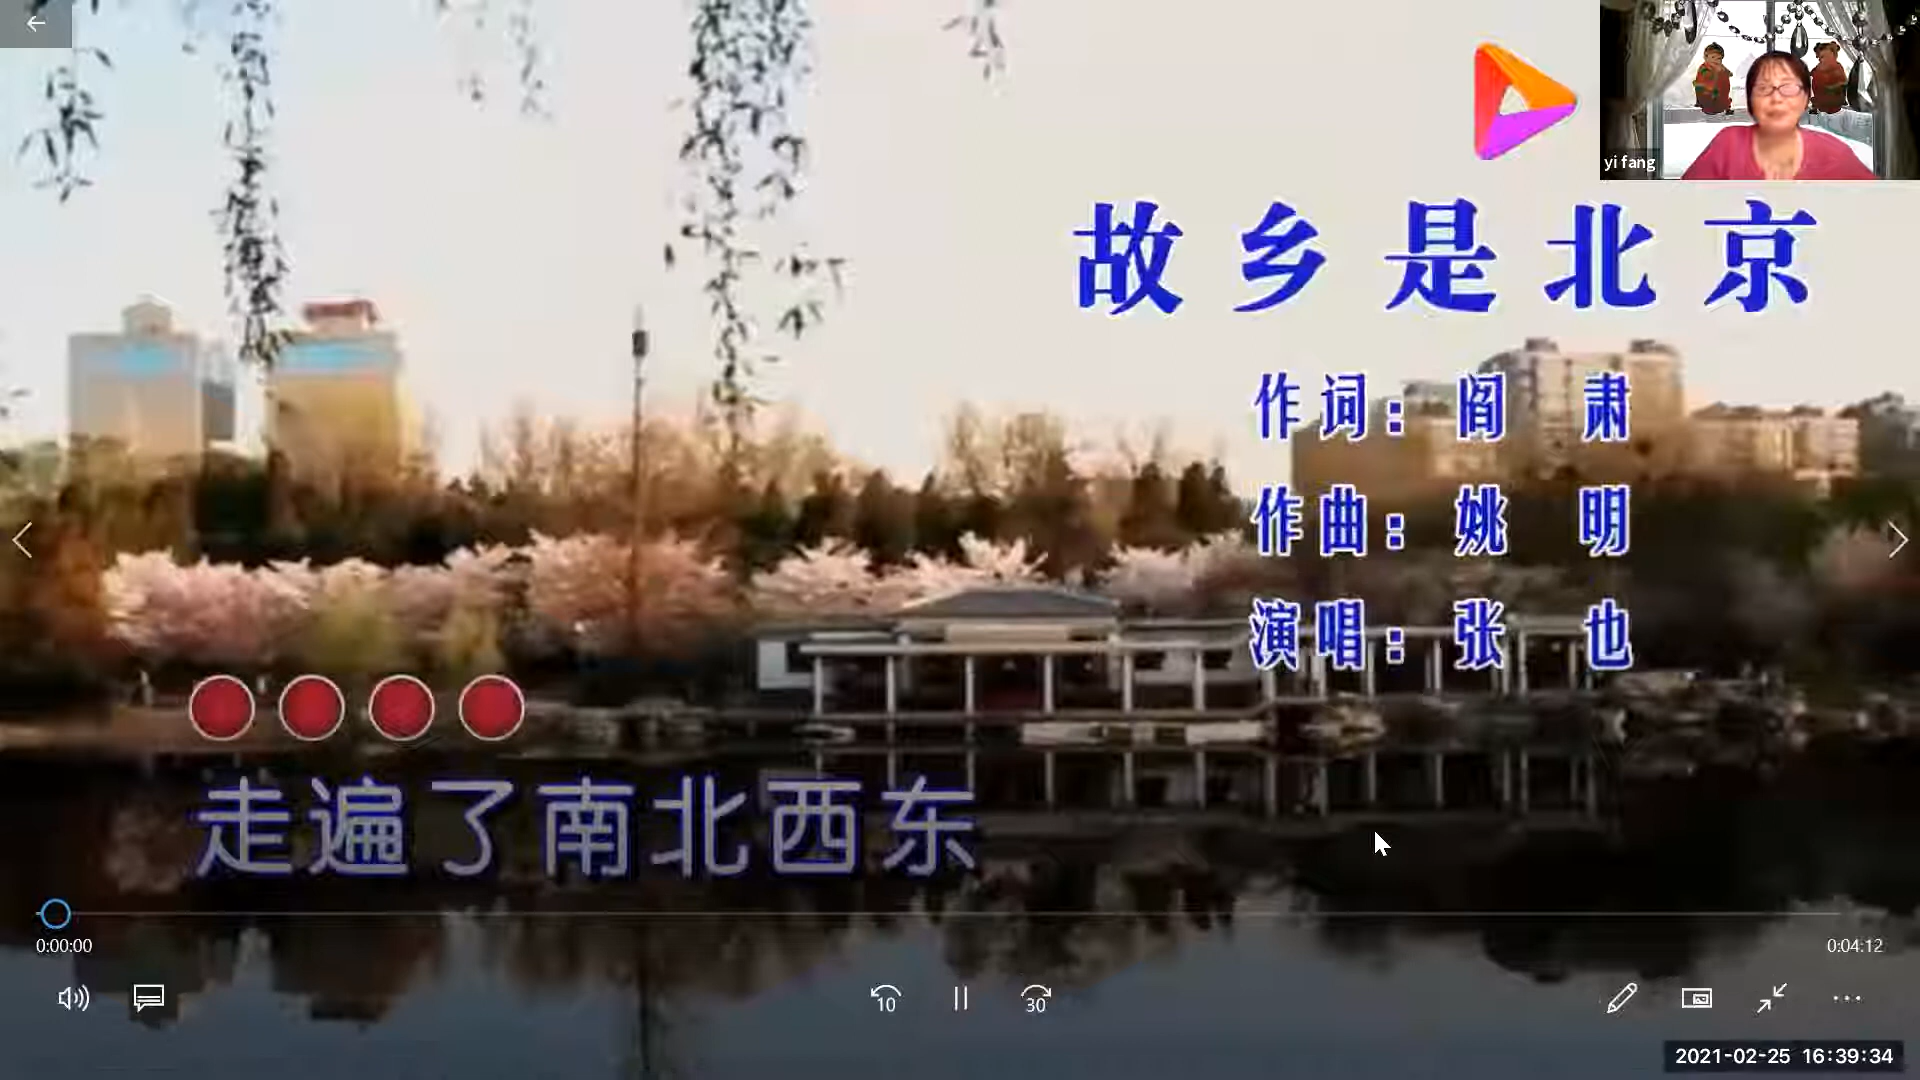 yi fang
故乡是北京
作词：阎 肃
作曲：姚 明
演唱：张 也
走遍了南北西东
0:00:00
0:04:12
10
30
2021-02-25 16:39:34